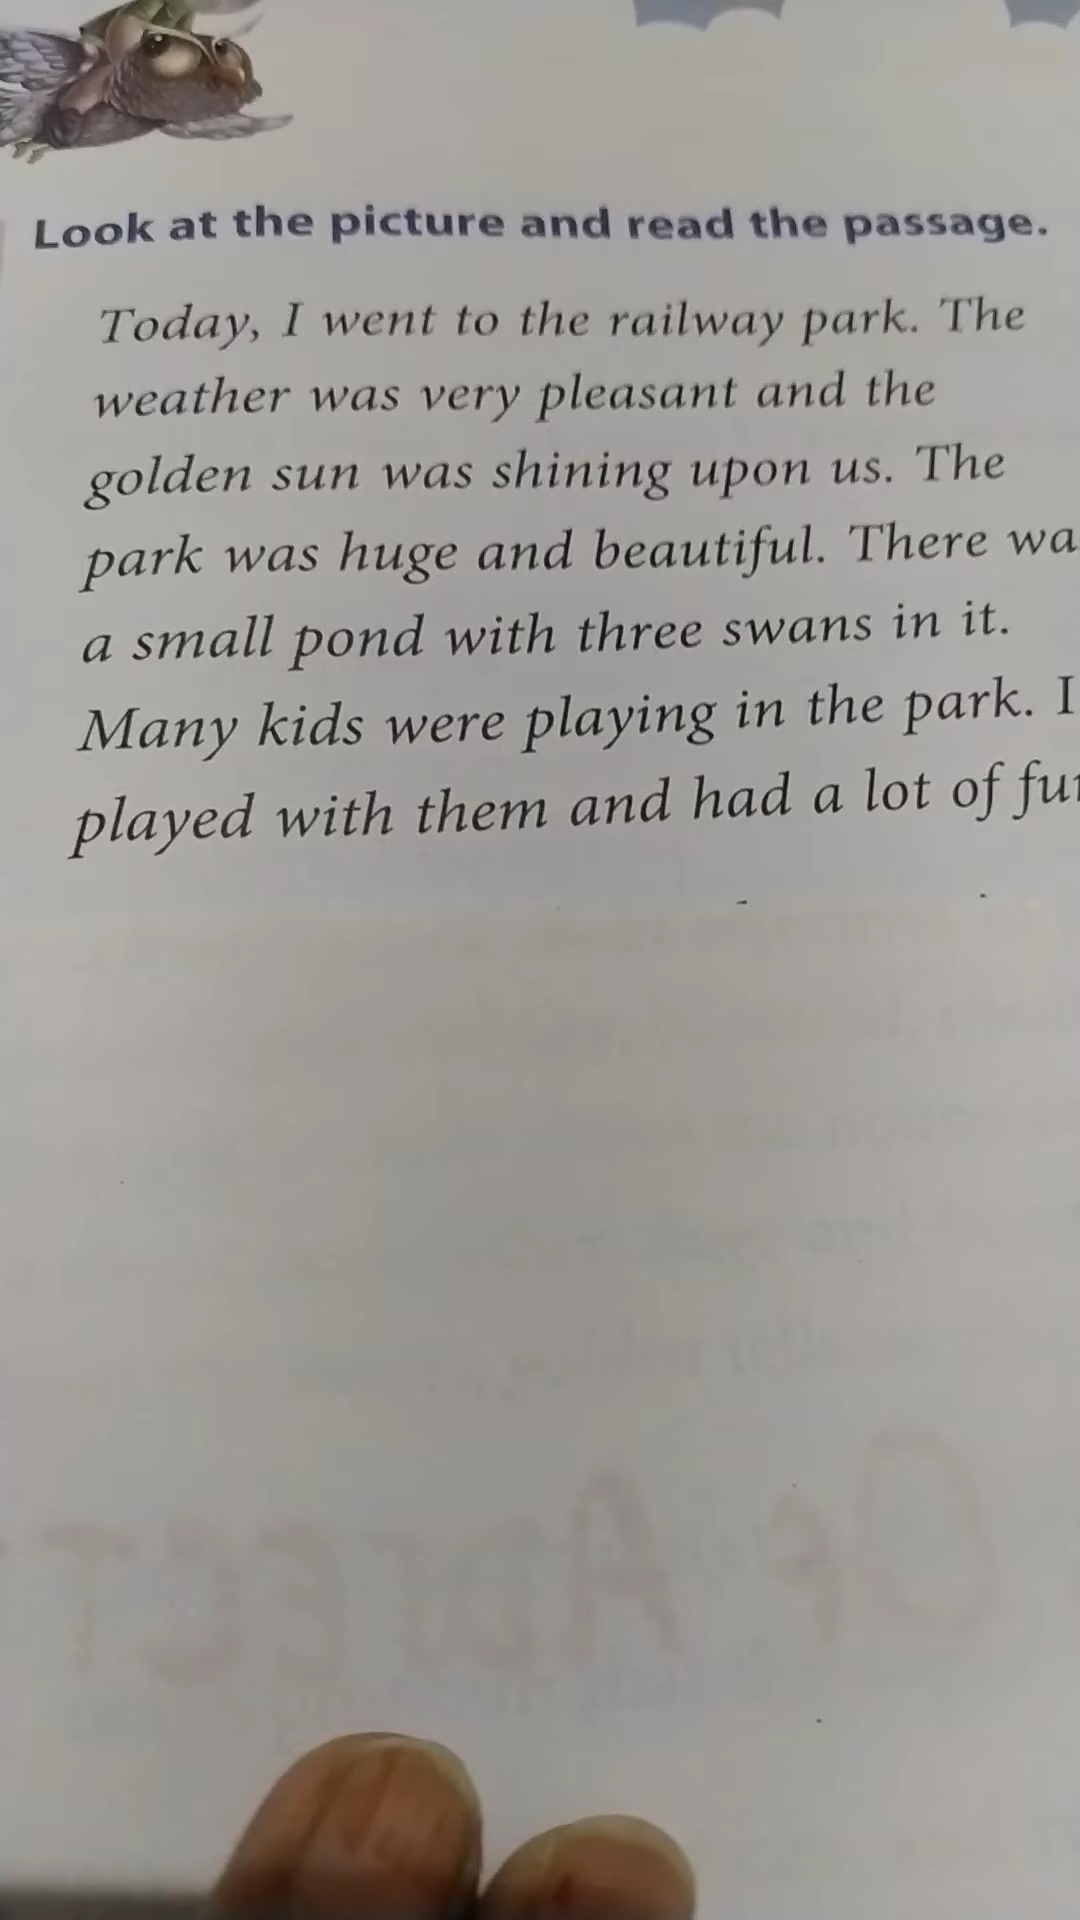 Look at the picture and read the passage.
Today, I went to the railway park. The
weather was very pleasant and the
golden sun was shining upon us. The
park was huge and beautiful. There wa
a small pond with three swans in it.
Many kids were playing in the park. I
played with them and had a lot of fu